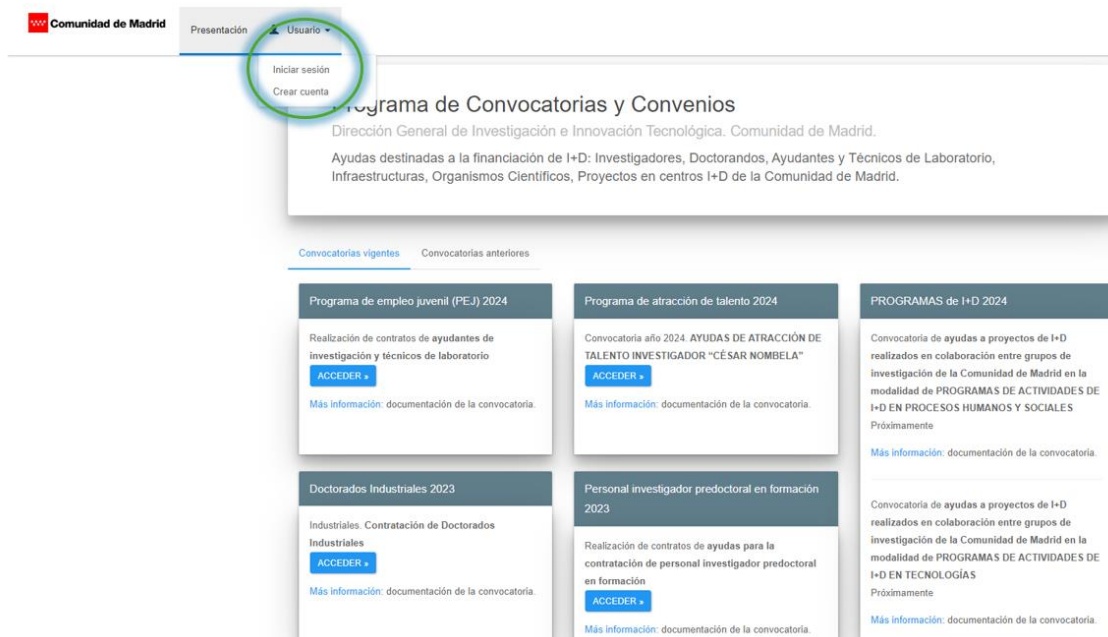 Comunidad de Madrid
Presentación
Usuario
Iniciar sesión
Crear cuenta
Programa de Convocatorias y Convenios
Dirección General de Investigación e Innovación Tecnológica. Comunidad de Madrid.
Ayudas destinadas a la financiación de I+D: Investigadores, Doctorandos, Ayudantes y Técnicos de Laboratorio,
Infraestructuras, Organismos Científicos, Proyectos en centros I+D de la Comunidad de Madrid.
Convocatorias vigentes
Convocatorias anteriores
Programa de empleo juvenil (PEJ) 2024
Realización de contratos de ayudantes de
investigación y técnicos de laboratorio
ACCEDER »
Más información: documentación de la convocatoria.
Programa de atracción de talento 2024
Convocatoria año 2024. AYUDAS DE ATRACCIÓN DE
TALENTO INVESTIGADOR “CÉSAR NOMBELA”
ACCEDER »
Más información: documentación de la convocatoria.
PROGRAMAS de I+D 2024
Convocatoria de ayudas a proyectos de I+D
realizados en colaboración entre grupos de
investigación de la Comunidad de Madrid en la
modalidad de PROGRAMAS DE ACTIVIDADES DE
I+D EN PROCESOS HUMANOS Y SOCIALES
Próximamente
Más información: documentación de la convocatoria.
Convocatoria de ayudas a proyectos de I+D
realizados en colaboración entre grupos de
investigación de la Comunidad de Madrid en la
modalidad de PROGRAMAS DE ACTIVIDADES DE
I+D EN TECNOLOGÍAS
Próximamente
Más información: documentación de la convocatoria.
Doctorados Industriales 2023
Industriales. Contratación de Doctorados
Industriales
ACCEDER »
Más información: documentación de la convocatoria.
Personal investigador predoctoral en formación
2023
Realización de contratos de ayudas para la
contratación de personal investigador predoctoral
en formación
ACCEDER »
Más información: documentación de la convocatoria.